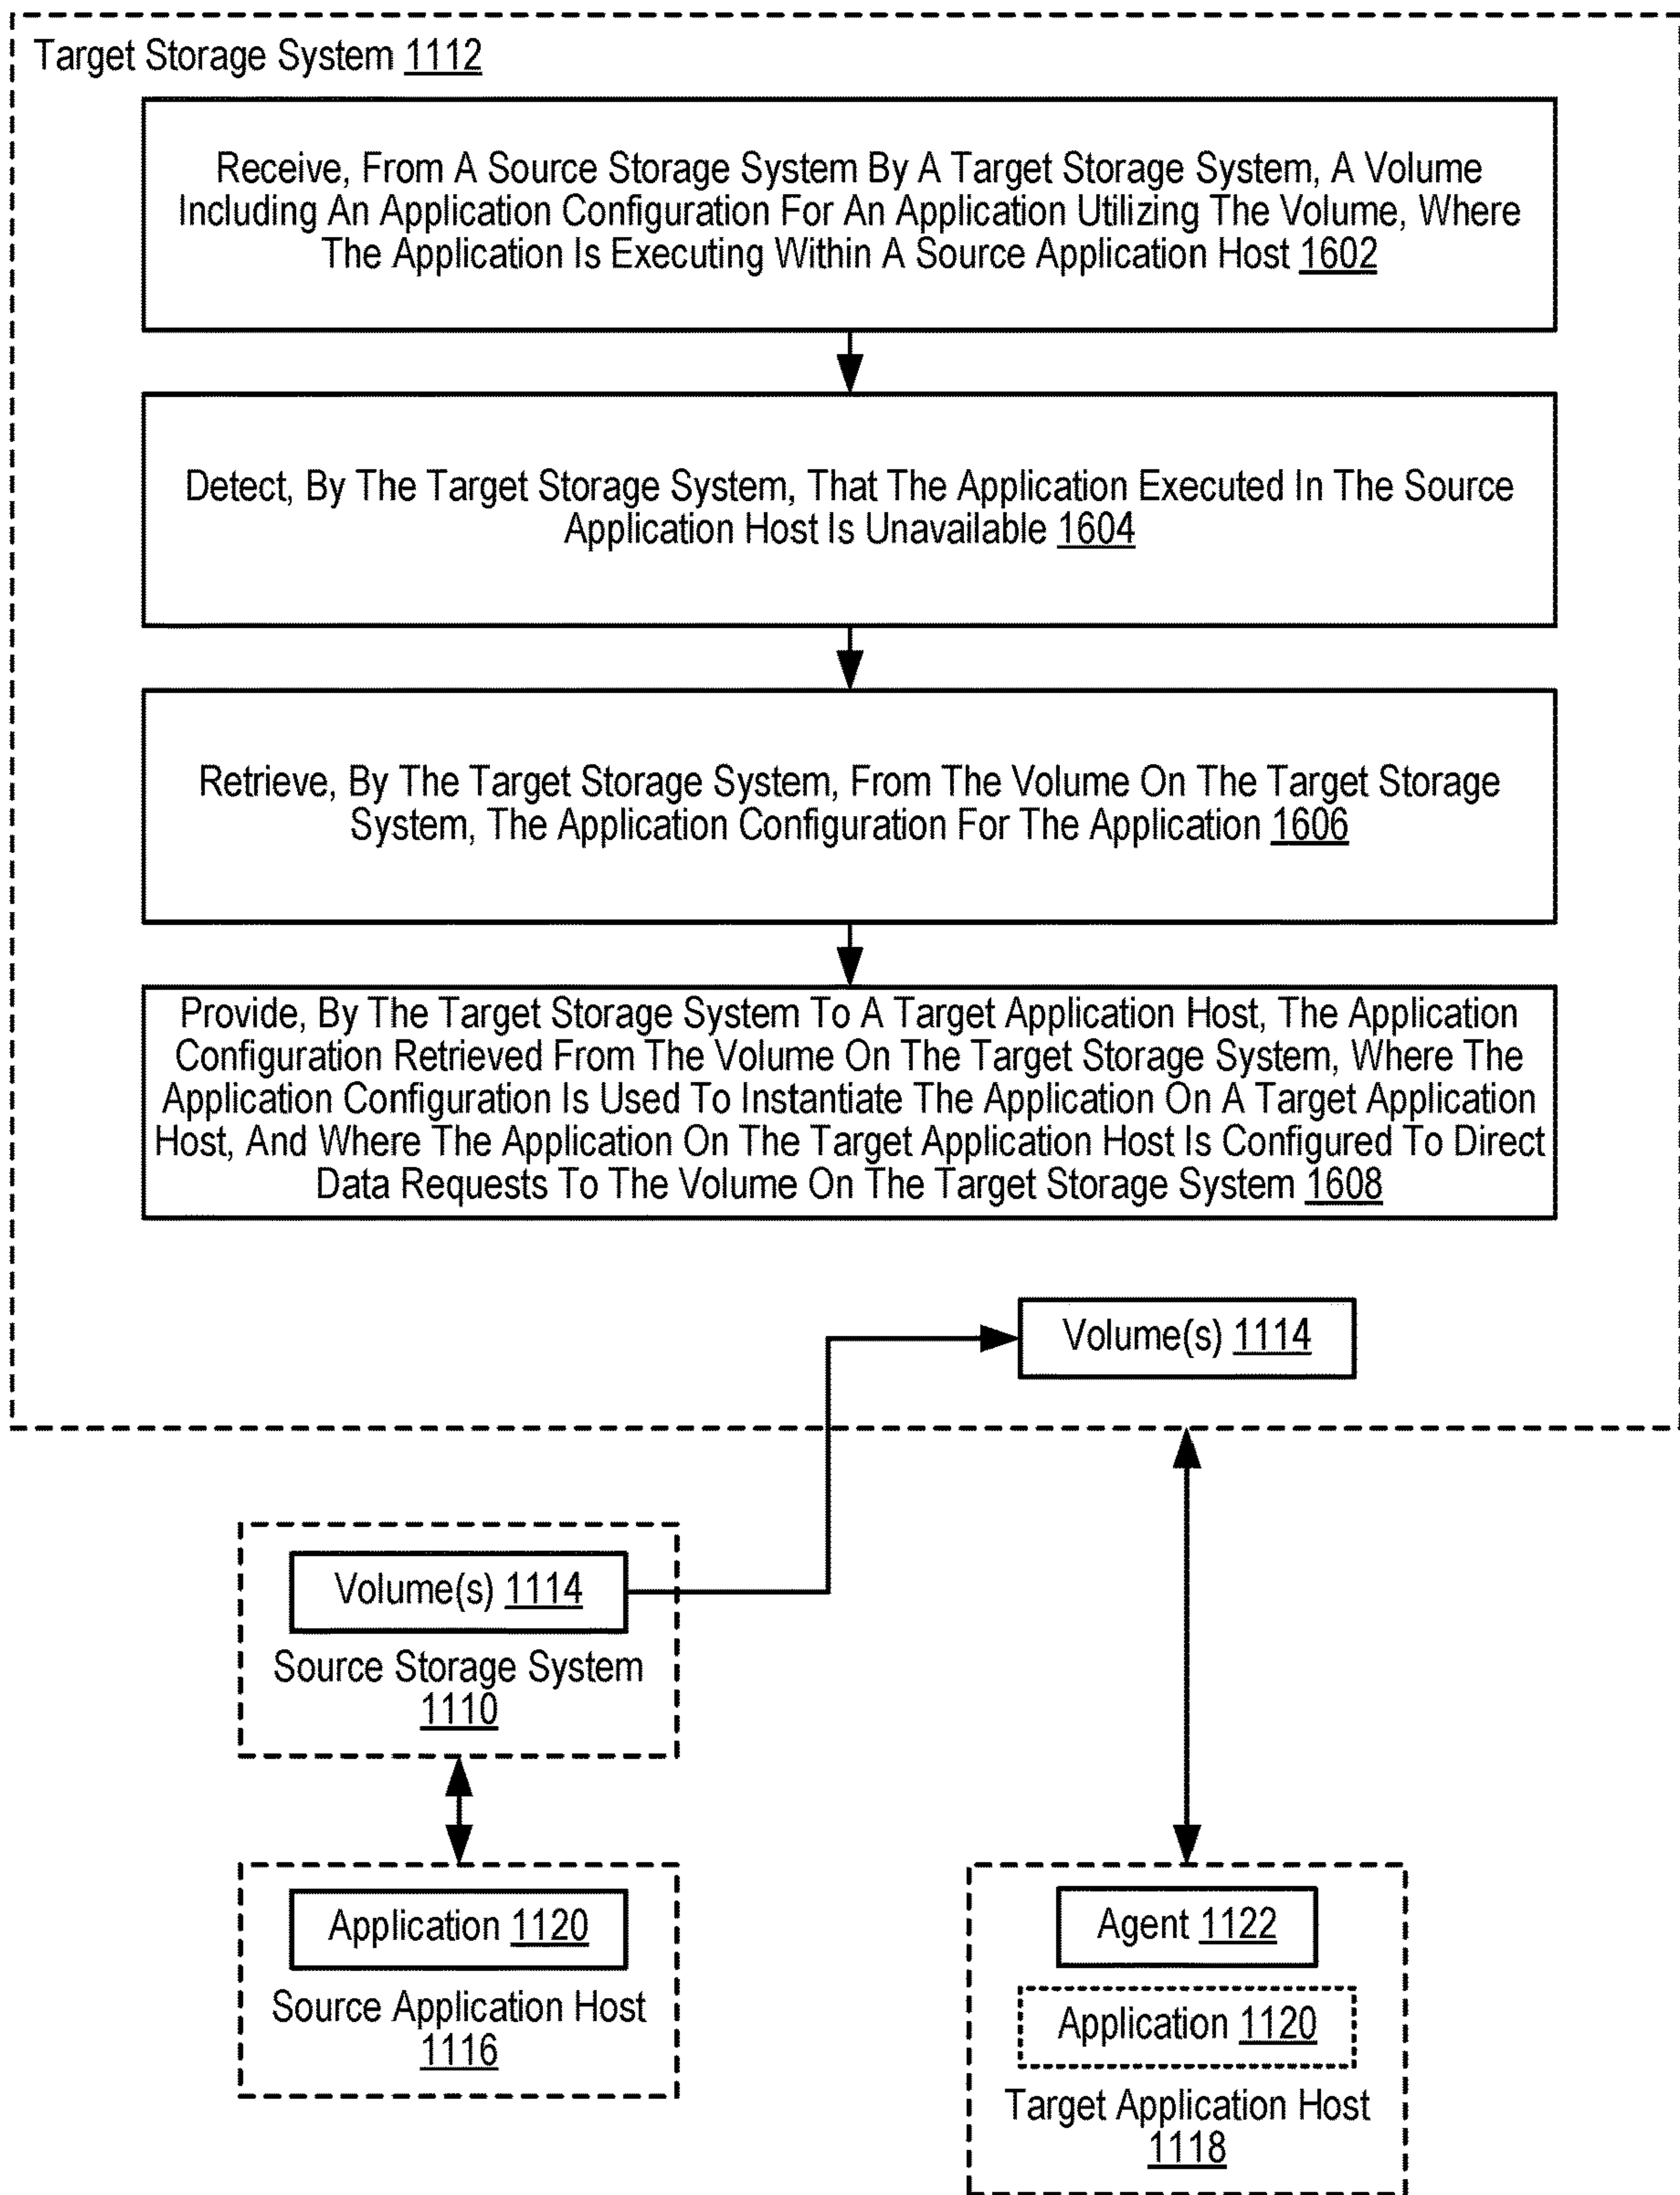 Target Storage System 1112
Receive, From A Source Storage System By A Target Storage System, A Volume
Including An Application Configuration For An Application Utilizing The Volume, Where
The Application Is Executing Within A Source Application Host 1602
Detect, By The Target Storage System, That The Application Executed In The Source
Application Host Is Unavailable 1604
Retrieve, By The Target Storage System, From The Volume On The Target Storage
System, The Application Configuration For The Application 1606
Provide, By The Target Storage System To A Target Application Host, The Application
Configuration Retrieved From The Volume On The Target Storage System, Where The
Application Configuration Is Used To Instantiate The Application On A Target Application
Host, And Where The Application On The Target Application Host Is Configured To Direct
Data Requests To The Volume On The Target Storage System 1608
Volume(s) 1114
Volume(s) 1114
Source Storage System
1110
Application 1120
Source Application Host
1116
Agent 1122
Application 1120
Target Application Host
1118